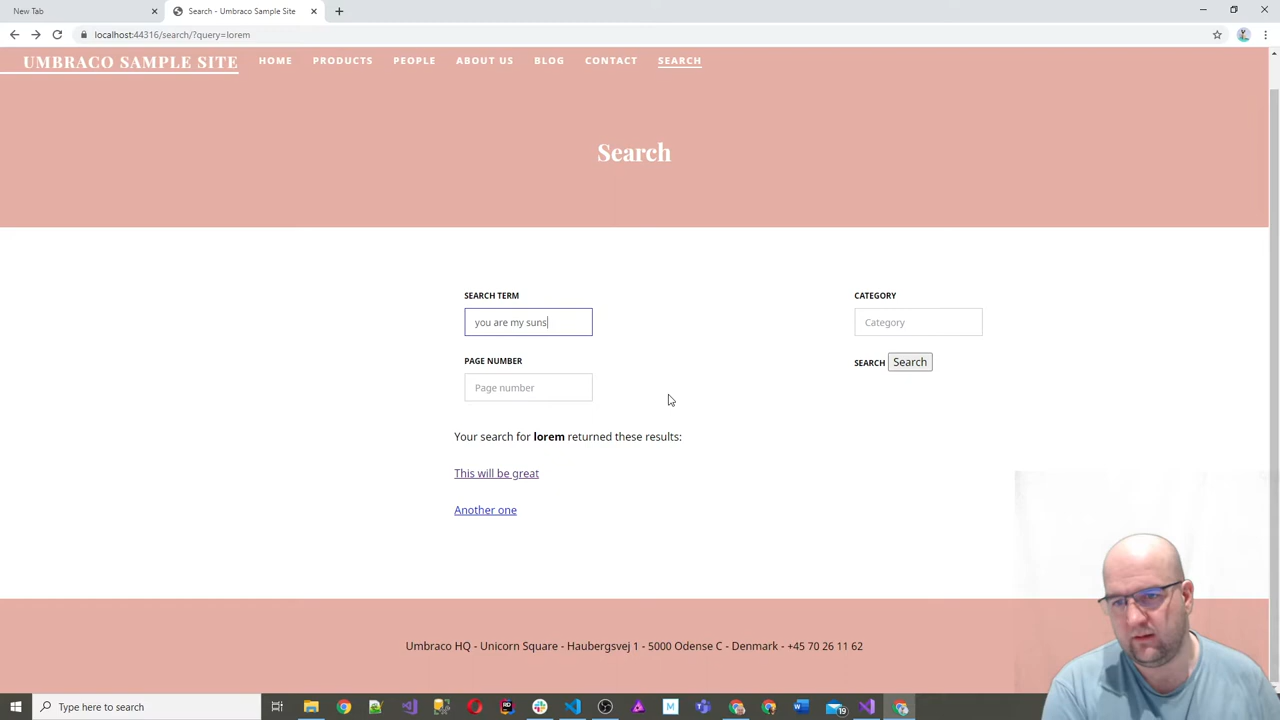 New Tab
Search - Umbraco Sample Site
localhost:44316/search/?query=lorem
UMBRACO SAMPLE SITE HOME PRODUCTS PEOPLE ABOUT US BLOG CONTACT SEARCH
Search
SEARCH TERM
you are my suns
CATEGORY
Category
PAGE NUMBER
Page number
SEARCH Search
Your search for lorem returned these results:
This will be great
Another one
Umbraco HQ - Unicorn Square - Haubergsvej 1 - 5000 Odense C - Denmark - +45 70 26 11 62
Type here to search
19